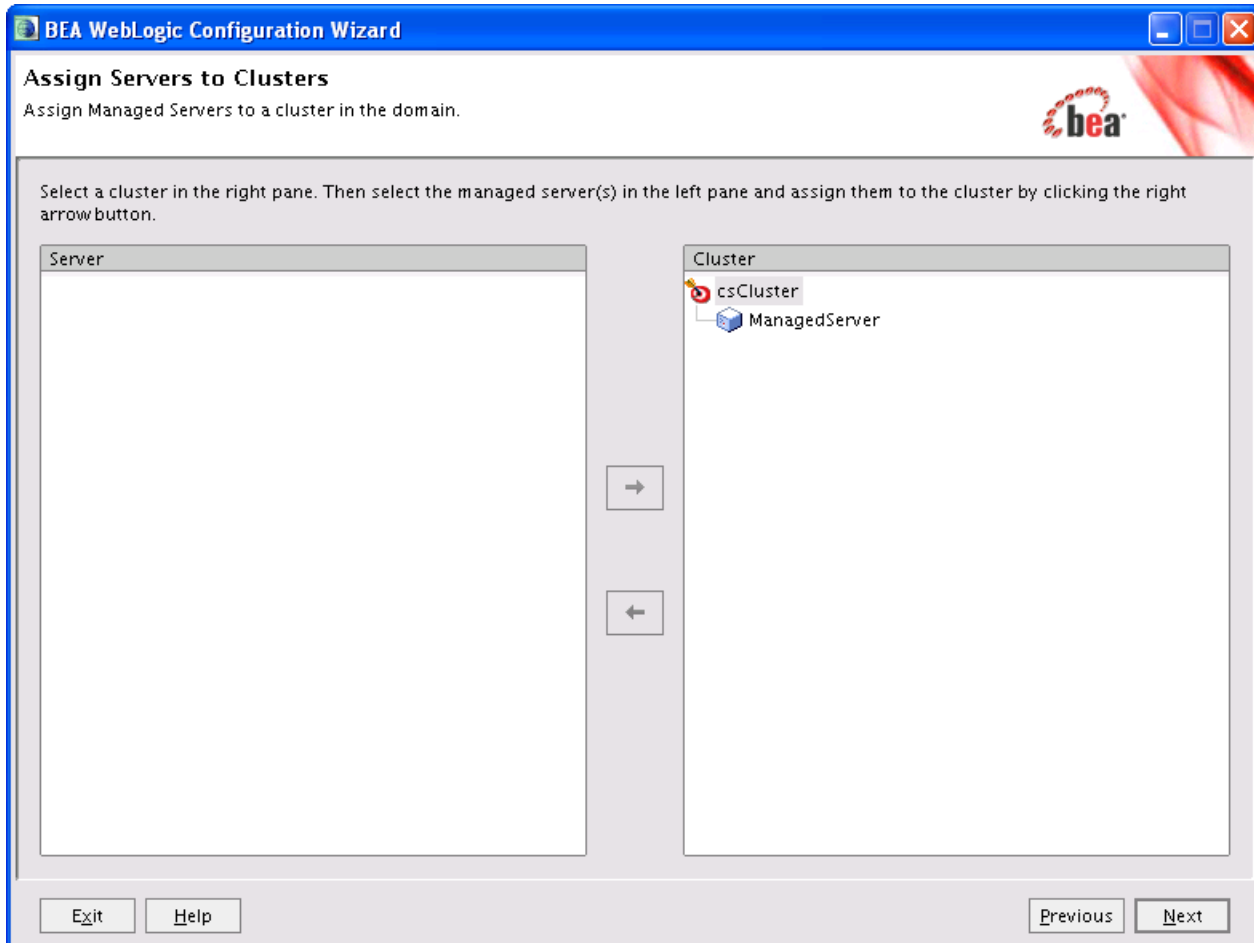 BEA WebLogic Configuration Wizard
Assign Servers to Clusters
Assign Managed Servers to a cluster in the domain.
bea
Select a cluster in the right pane. Then select the managed server(s) in the left pane and assign them to the cluster by clicking the right
arrow button.
Server
Cluster
csCluster
ManagedServer
Exit
Help
Previous
Next